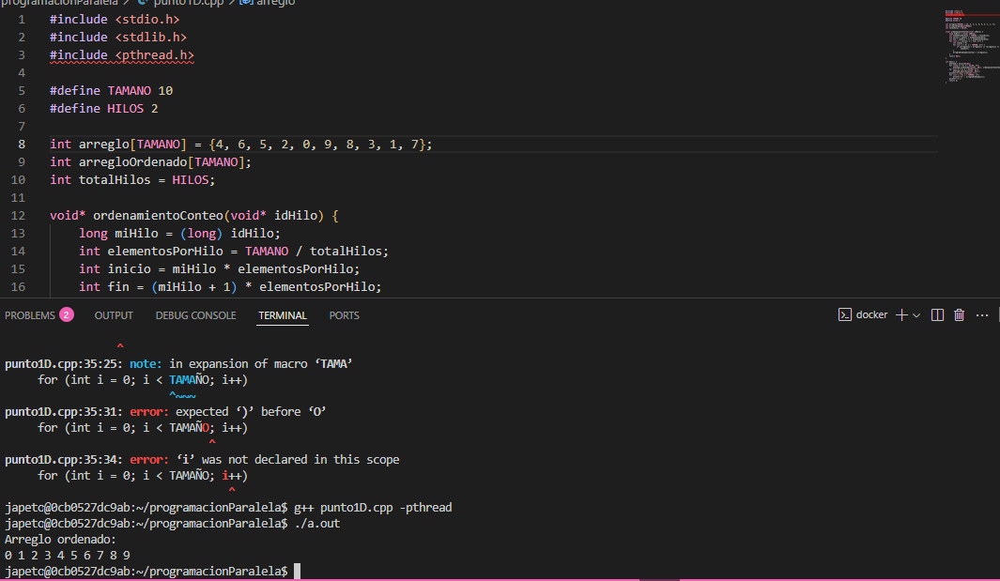 programacionParalela > punto1D.cpp > arreglo
1 #include <stdio.h>
2 #include <stdlib.h>
3 #include <pthread.h>
4
5 #define TAMANO 10
6 #define HILOS 2
7
8 int arreglo[TAMANO] = {4, 6, 5, 2, 0, 9, 8, 3, 1, 7};
9 int arregloOrdenado[TAMANO];
10 int totalHilos = HILOS;
11
12 void* ordenamientoConteo(void* idHilo) {
13 long miHilo = (long) idHilo;
14 int elementosPorHilo = TAMANO / totalHilos;
15 int inicio = miHilo * elementosPorHilo;
16 int fin = (miHilo + 1) * elementosPorHilo;
PROBLEMS 2 OUTPUT DEBUG CONSOLE TERMINAL PORTS docker
^
punto1D.cpp:35:25: note: in expansion of macro ‘TAMA’
for (int i = 0; i < TAMAÑO; i++)
^~~~
punto1D.cpp:35:31: error: expected ‘)’ before ‘O’
for (int i = 0; i < TAMAÑO; i++)
^
punto1D.cpp:35:34: error: ‘i’ was not declared in this scope
for (int i = 0; i < TAMAÑO; i++)
^
japeto@0cb0527dc9ab:~/programacionParalela$ g++ punto1D.cpp -pthread
japeto@0cb0527dc9ab:~/programacionParalela$ ./a.out
Arreglo ordenado:
0 1 2 3 4 5 6 7 8 9
japeto@0cb0527dc9ab:~/programacionParalela$